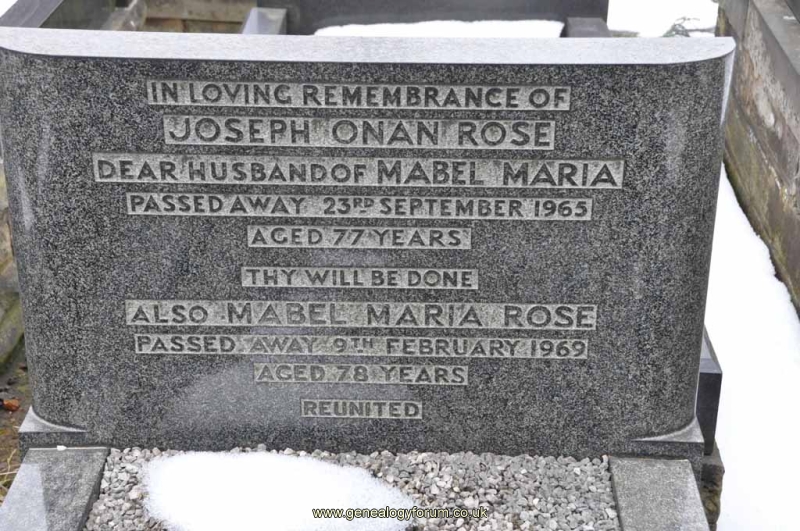 IN LOVING REMEMBRANCE OF
JOSEPH ONAN ROSE
DEAR HUSBAND OF MABEL MARIA
PASSED AWAY 23RD SEPTEMBER 1965
AGED 77 YEARS
THY WILL BE DONE
ALSO MABEL MARIA ROSE
PASSED AWAY 9TH FEBRUARY 1969
AGED 78 YEARS
REUNITED
www.genealogyforum.co.uk